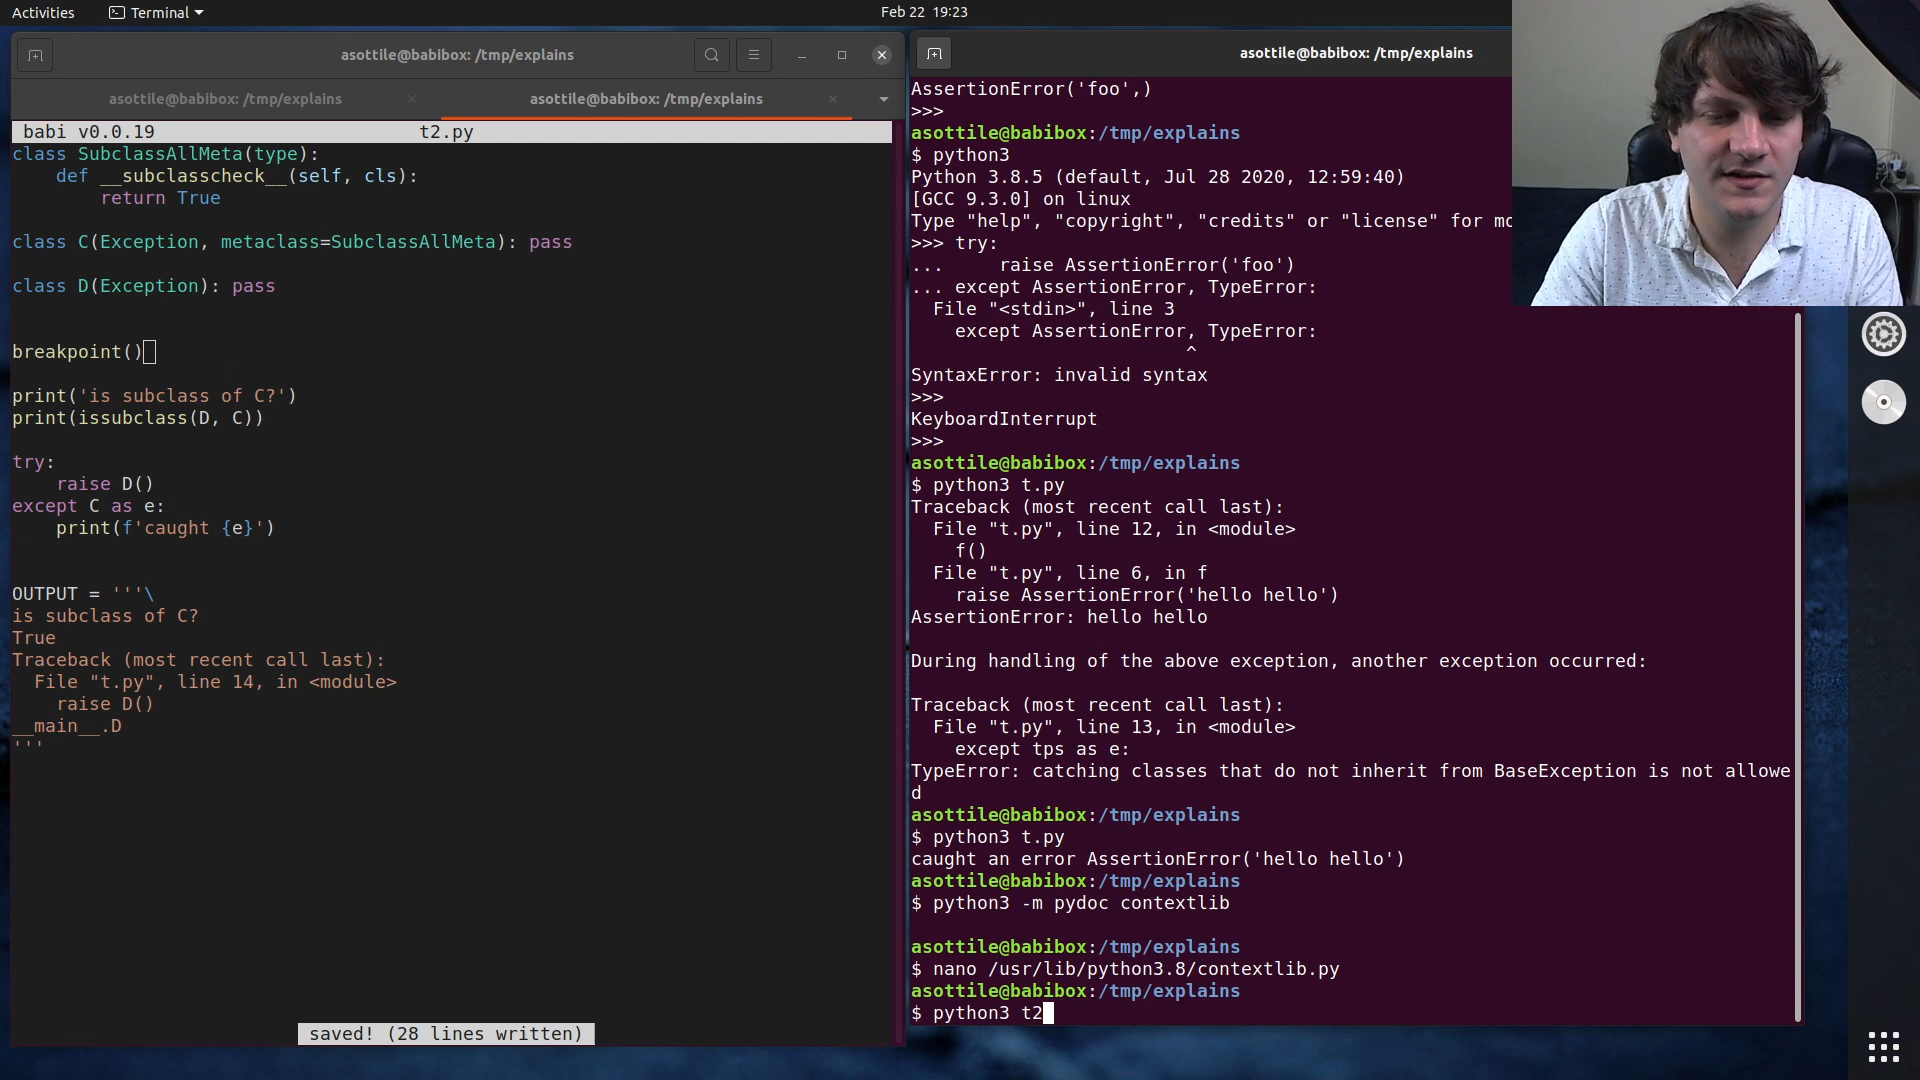 Activities
Terminal
Feb 22 19:23
asottile@babibox: /tmp/explains
asottile@babibox: /tmp/explains
asottile@babibox: /tmp/explains
babi v0.0.19
t2.py
class SubclassAllMeta(type):
    def __subclasscheck__(self, cls):
        return True
class C(Exception, metaclass=SubclassAllMeta): pass
class D(Exception): pass
breakpoint()
print('is subclass of C?')
print(issubclass(D, C))
try:
    raise D()
except C as e:
    print(f'caught {e}')
OUTPUT = '''\
is subclass of C?
True
Traceback (most recent call last):
  File "t.py", line 14, in <module>
    raise D()
__main__.D
'''
saved! (28 lines written)
asottile@babibox: /tmp/explains
AssertionError('foo',)
>>>
asottile@babibox:/tmp/explains
$ python3
Python 3.8.5 (default, Jul 28 2020, 12:59:40)
[GCC 9.3.0] on linux
Type "help", "copyright", "credits" or "license" for mo
>>> try:
...     raise AssertionError('foo')
... except AssertionError, TypeError:
  File "<stdin>", line 3
    except AssertionError, TypeError:
                         ^
SyntaxError: invalid syntax
>>>
KeyboardInterrupt
>>>
asottile@babibox:/tmp/explains
$ python3 t.py
Traceback (most recent call last):
  File "t.py", line 12, in <module>
    f()
  File "t.py", line 6, in f
    raise AssertionError('hello hello')
AssertionError: hello hello
During handling of the above exception, another exception occurred:
Traceback (most recent call last):
  File "t.py", line 13, in <module>
    except tps as e:
TypeError: catching classes that do not inherit from BaseException is not allowe
d
asottile@babibox:/tmp/explains
$ python3 t.py
caught an error AssertionError('hello hello')
asottile@babibox:/tmp/explains
$ python3 -m pydoc contextlib
asottile@babibox:/tmp/explains
$ nano /usr/lib/python3.8/contextlib.py
asottile@babibox:/tmp/explains
$ python3 t2